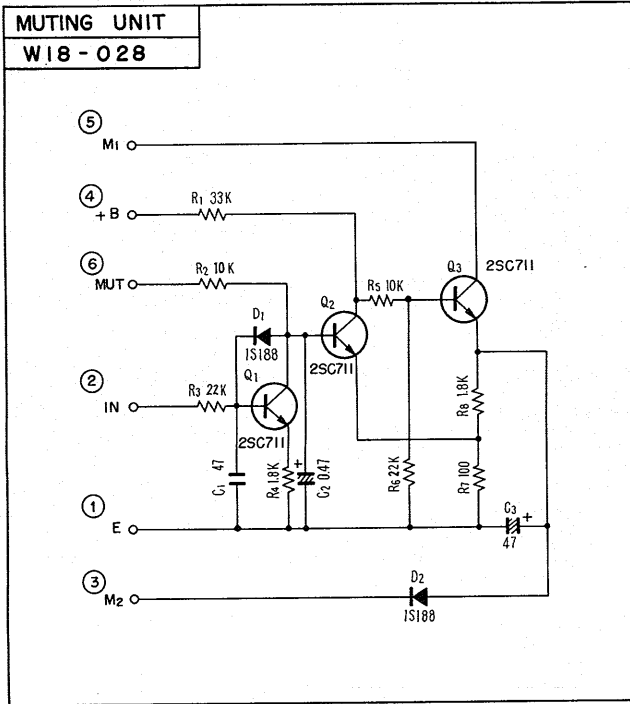 MUTING UNIT
W18-028
5
M1
4
+B
R1 33K
6
MUT
R2 10K
Q3
2SC711
R5 10K
Q2
2SC711
D1
1S188
Q1
2
IN
R3 22K
2SC711
R8 1.8K
C1 47
R4 1.8K
+
C2 0.47
R6 22K
R7 100
1
E
C3
+
47
3
M2
D2
1S188